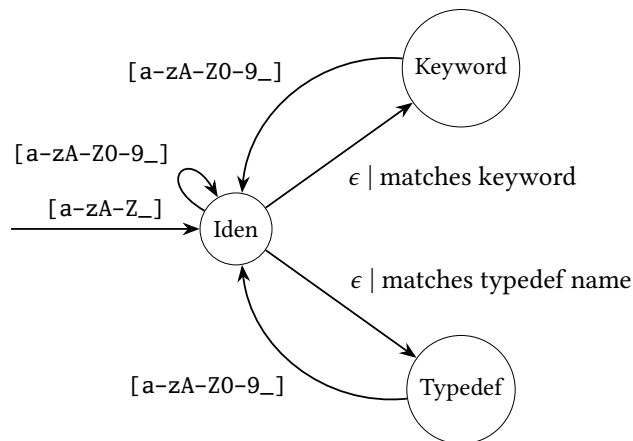 [a-zA-Z0-9_]
Keyword
[a-zA-Z0-9_]
ϵ | matches keyword
[a-zA-Z_]
Iden
ϵ | matches typedef name
[a-zA-Z0-9_]
Typedef